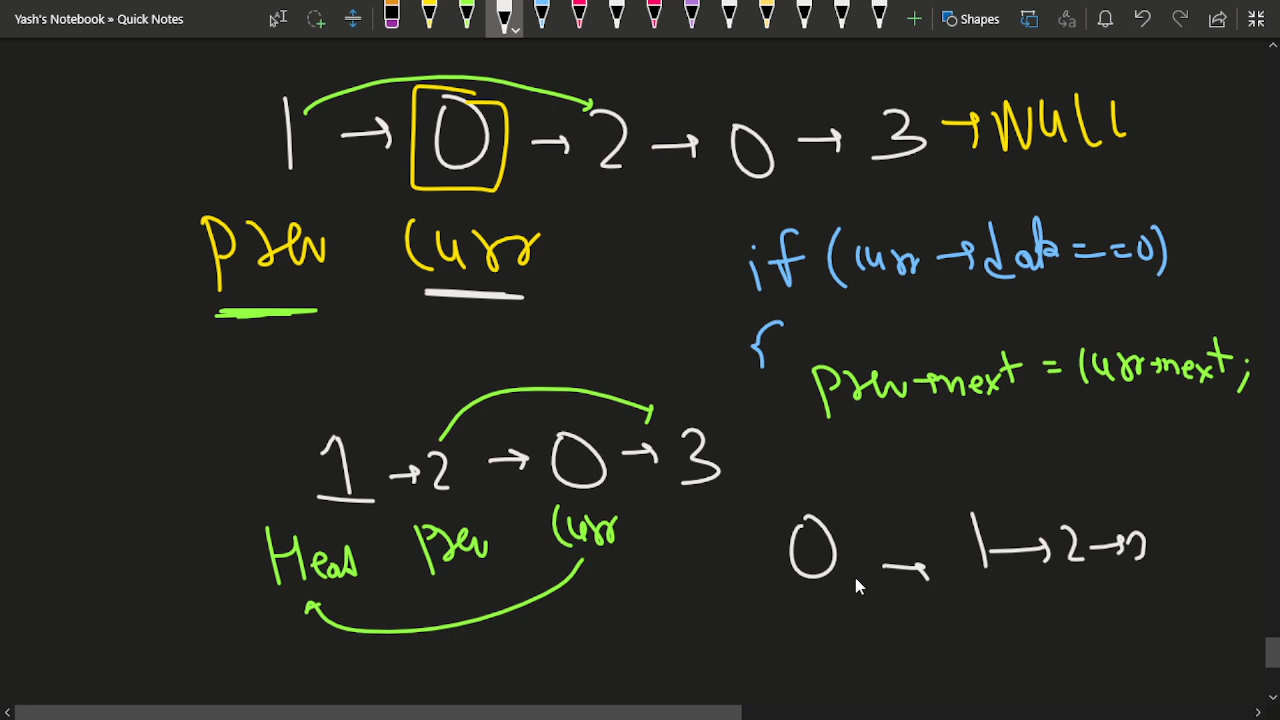 Yash's Notebook » Quick Notes
Shapes
1 → 0 → 2 → 0 → 3 → NULL
prev curr
if (curr → data == 0)
{
prev→next = curr→next;
1 → 2 → 0 → 3
Head prev curr
0 → 1 → 2 →